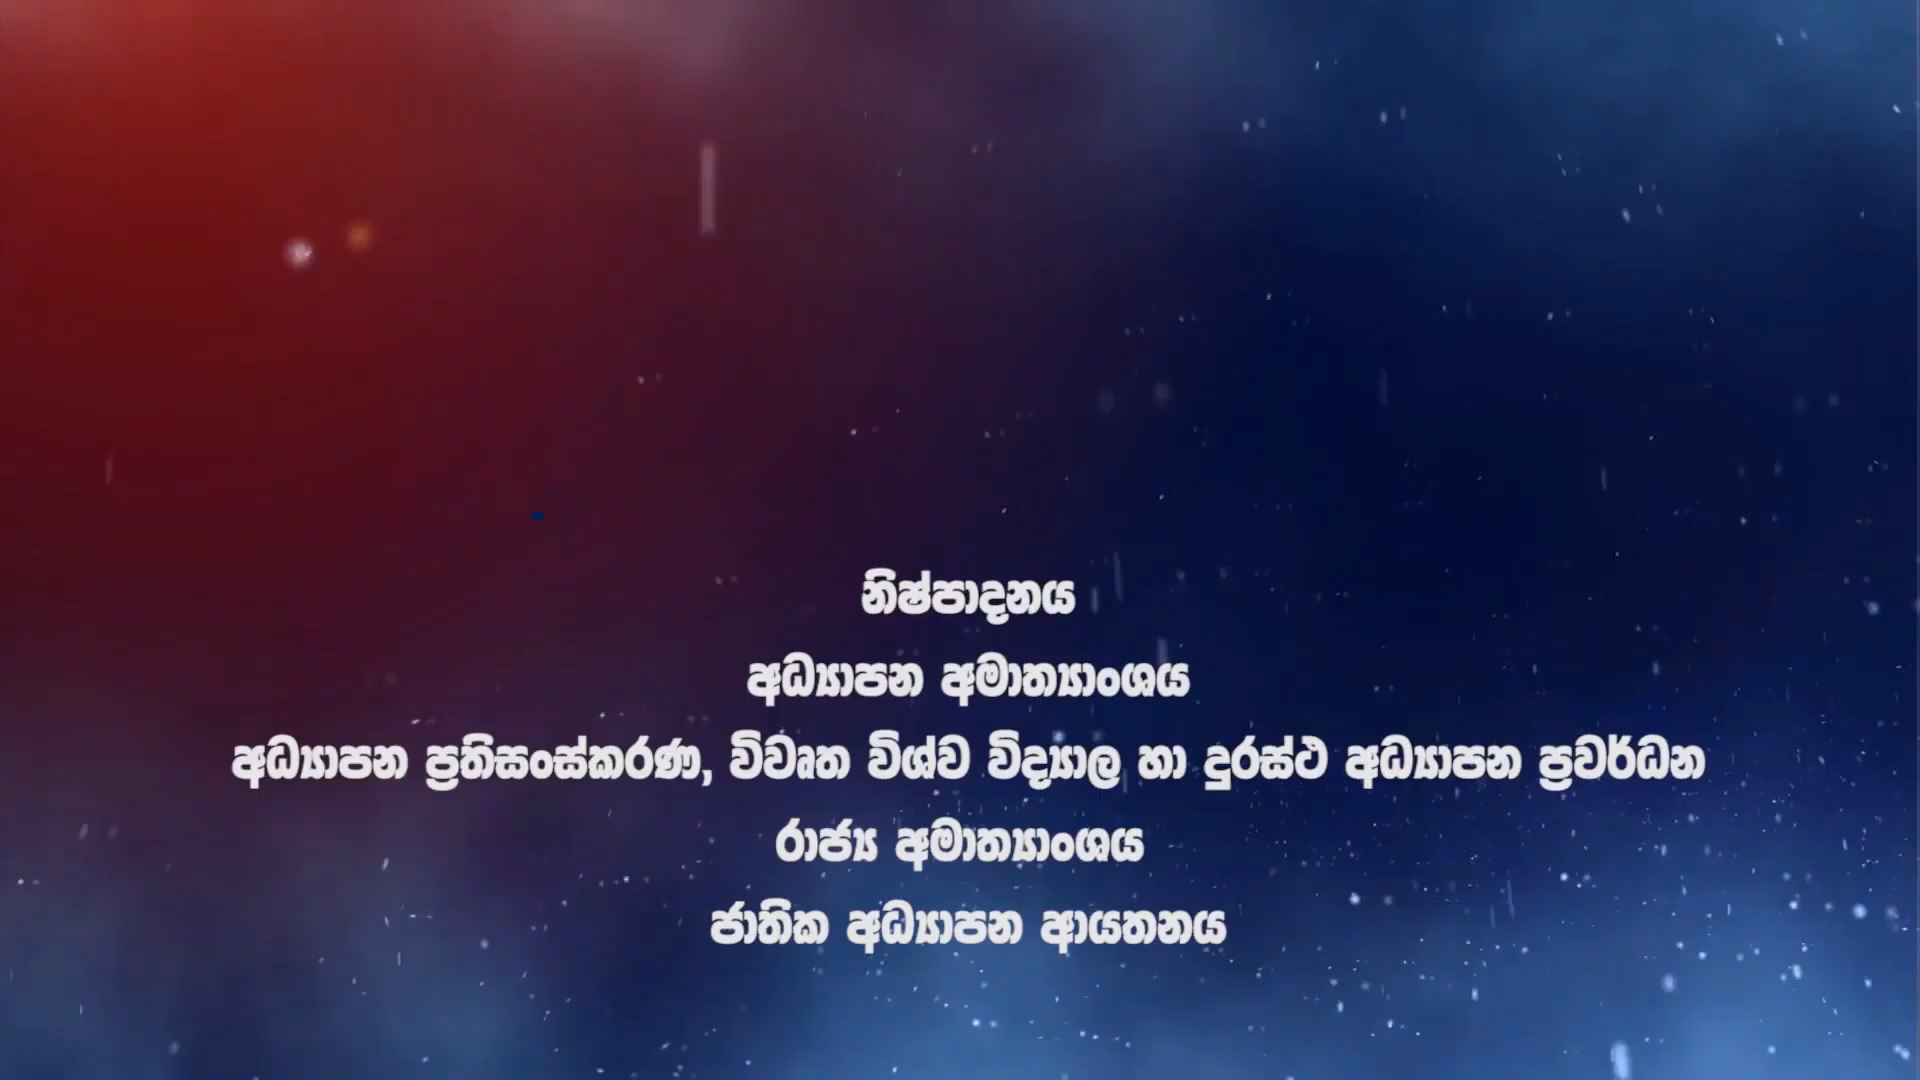 නිෂ්පාදනය
අධ්‍යාපන අමාත්‍යාංශය
අධ්‍යාපන ප්‍රතිසංස්කරණ, විවෘත විශ්ව විද්‍යාල හා දුරස්ථ අධ්‍යාපන ප්‍රවර්ධන
රාජ්‍ය අමාත්‍යාංශය
ජාතික අධ්‍යාපන ආයතනය